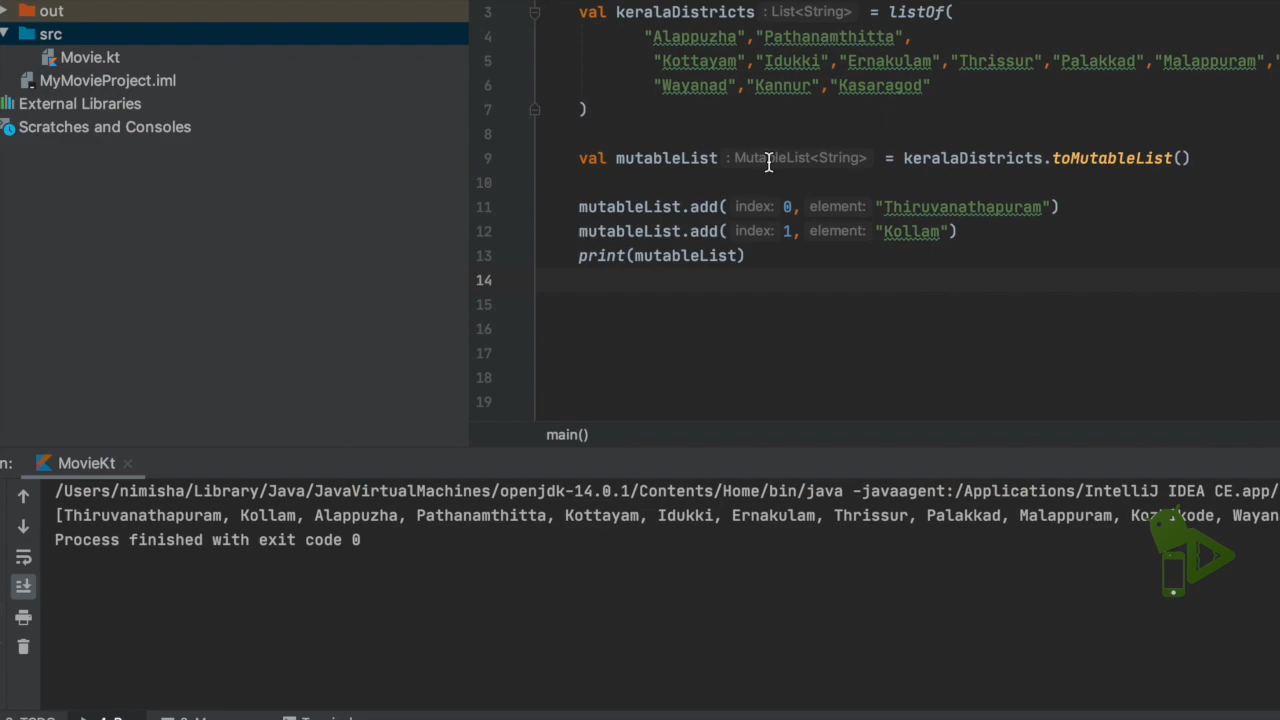 out
src
Movie.kt
MyMovieProject.iml
External Libraries
Scratches and Consoles
3 val keralaDistricts : List<String> = listOf(
4 "Alappuzha","Pathanamthitta",
5 "Kottayam","Idukki","Ernakulam","Thrissur","Palakkad","Malappuram",
6 "Wayanad","Kannur","Kasaragod"
7 )
8
9 val mutableList : MutableList<String> = keralaDistricts.toMutableList()
10
11 mutableList.add( index: 0, element: "Thiruvanathapuram")
12 mutableList.add( index: 1, element: "Kollam")
13 print(mutableList)
14
15
16
17
18
19
main()
n: MovieKt
/Users/nimisha/Library/Java/JavaVirtualMachines/openjdk-14.0.1/Contents/Home/bin/java -javaagent:/Applications/IntelliJ IDEA CE.app/
[Thiruvanathapuram, Kollam, Alappuzha, Pathanamthitta, Kottayam, Idukki, Ernakulam, Thrissur, Palakkad, Malappuram,
Process finished with exit code 0